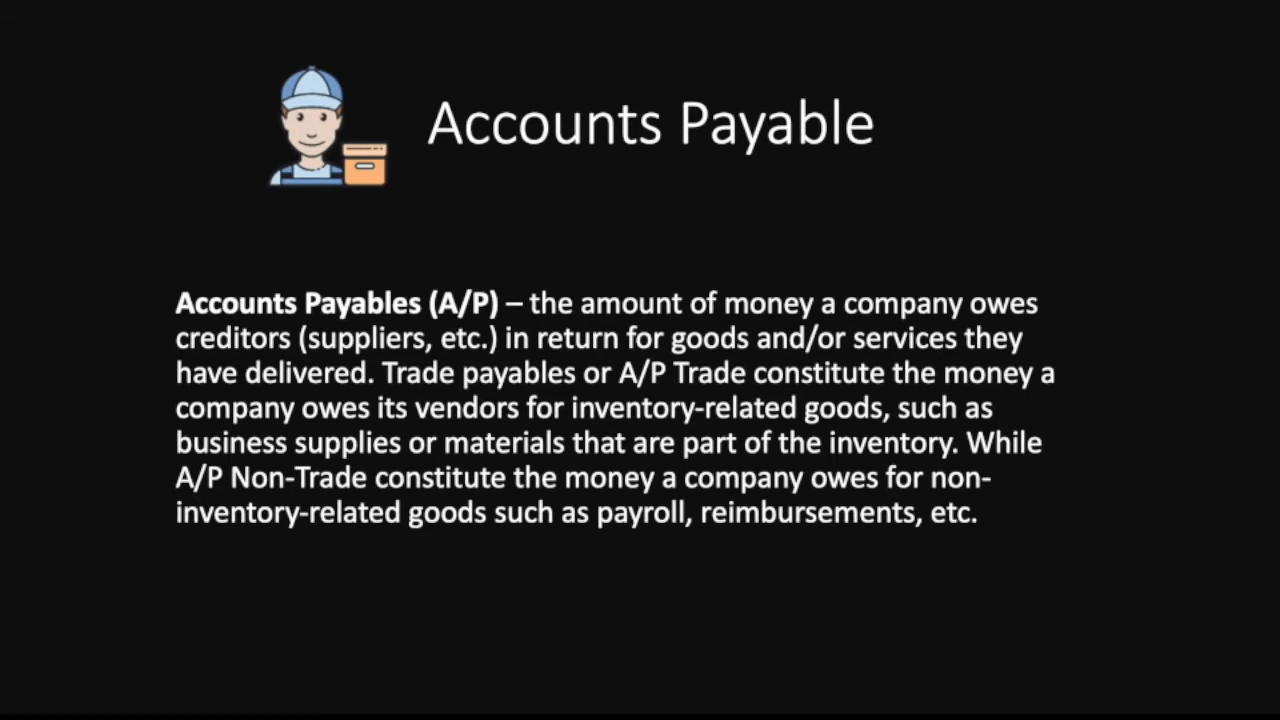 Accounts Payable
Accounts Payables (A/P) – the amount of money a company owes
creditors (suppliers, etc.) in return for goods and/or services they
have delivered. Trade payables or A/P Trade constitute the money a
company owes its vendors for inventory-related goods, such as
business supplies or materials that are part of the inventory. While
A/P Non-Trade constitute the money a company owes for non-
inventory-related goods such as payroll, reimbursements, etc.